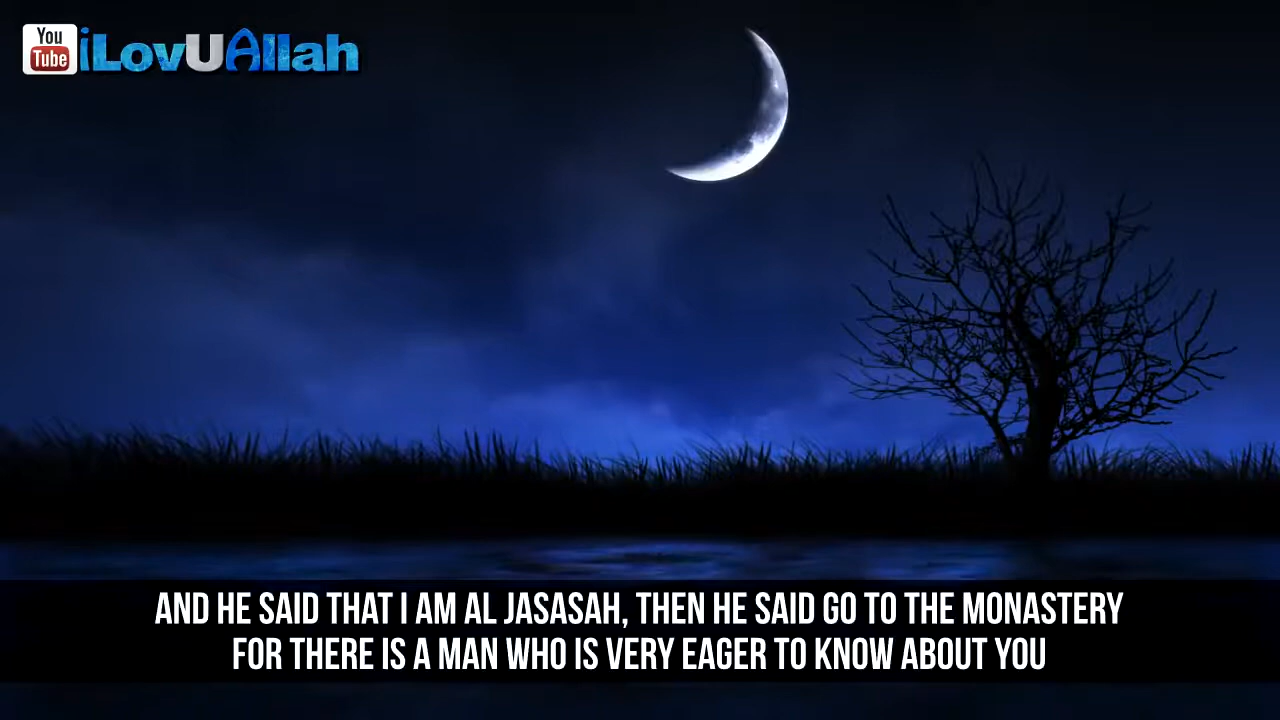 You
Tube
iLovUAllah
AND HE SAID THAT I AM AL JASASAH, THEN HE SAID GO TO THE MONASTERY
FOR THERE IS A MAN WHO IS VERY EAGER TO KNOW ABOUT YOU